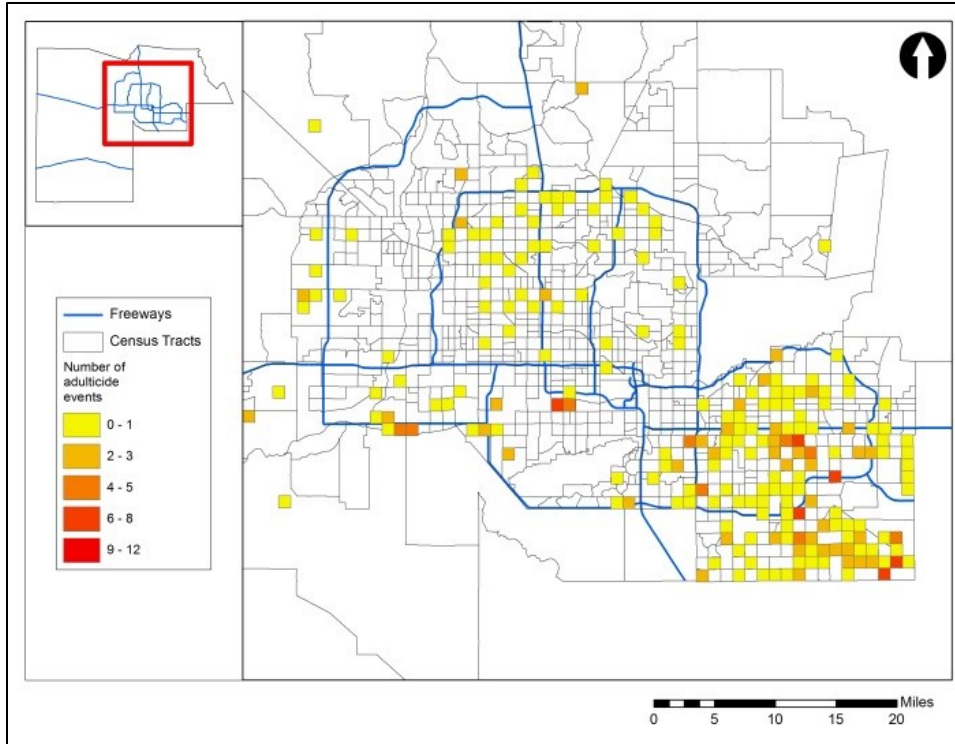 Freeways
Census Tracts
Number of
adulticide
events
0 - 1
2 - 3
4 - 5
6 - 8
9 - 12
Miles
0 5 10 15 20